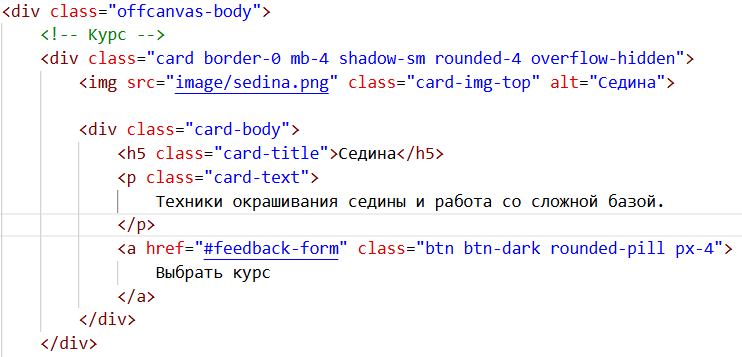 <div class="offcanvas-body">
<!-- Курс -->
<div class="card border-0 mb-4 shadow-sm rounded-4 overflow-hidden">
<img src="image/sedina.png" class="card-img-top" alt="Седина">
<div class="card-body">
<h5 class="card-title">Седина</h5>
<p class="card-text">
Техники окрашивания седины и работа со сложной базой.
</p>
<a href="#feedback-form" class="btn btn-dark rounded-pill px-4">
Выбрать курс
</a>
</div>
</div>